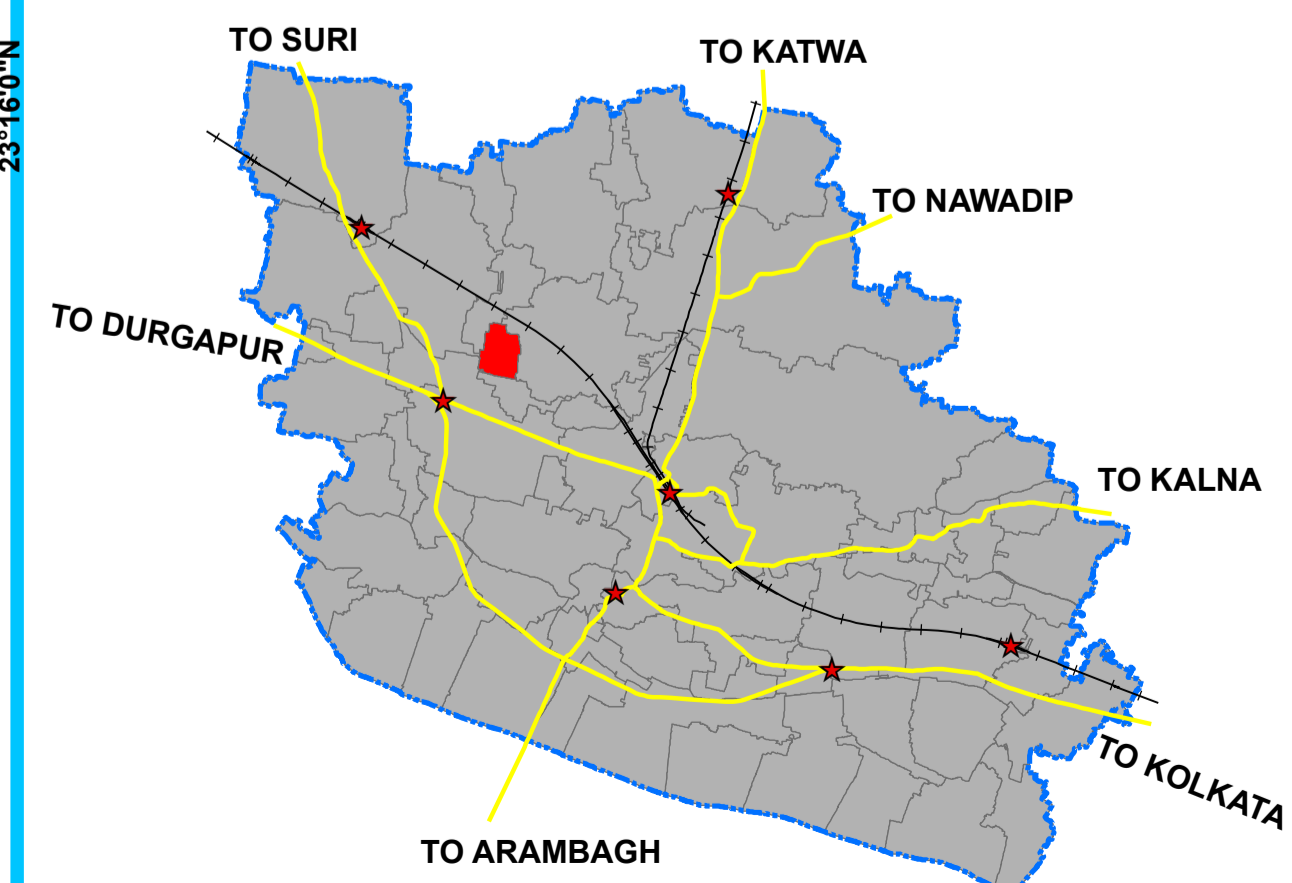 TO SURI
TO KATWA
23°16'0"N
TO NAWADIP
TO DURGAPUR
TO KALNA
TO KOLKATA
TO ARAMBAGH